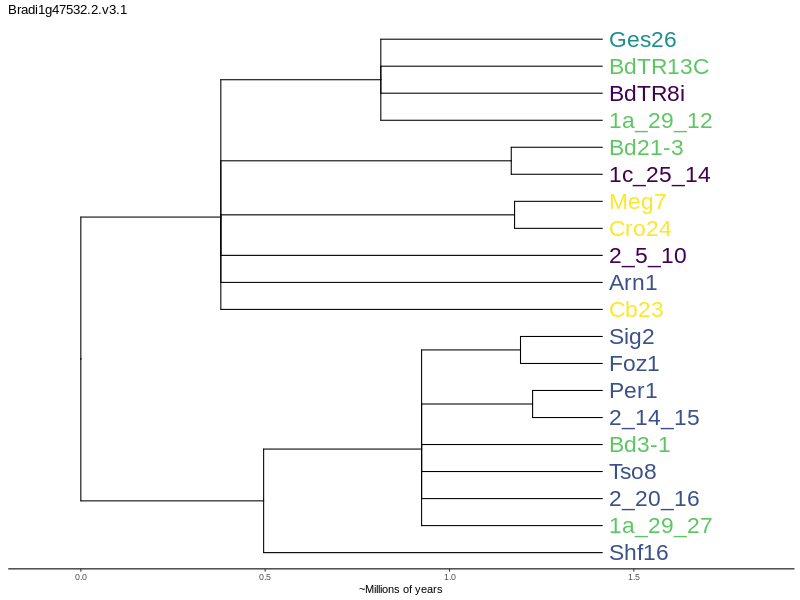 Bradi1g47532.2.v3.1
Ges26
BdTR13C
BdTR8i
1a_29_12
Bd21-3
1c_25_14
Meg7
Cro24
2_5_10
Arn1
Cb23
Sig2
Foz1
Per1
2_14_15
Bd3-1
Tso8
2_20_16
1a_29_27
Shf16
0.0 0.5 1.0 1.5
~Millions of years